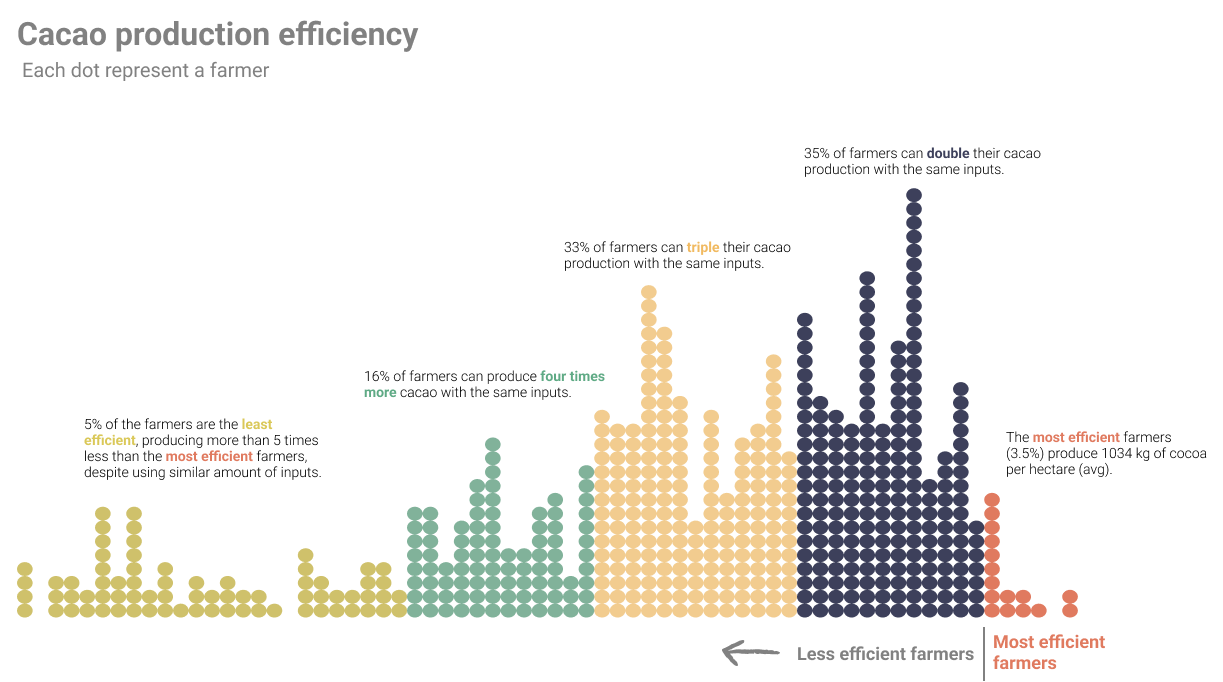 Cacao production efficiency
Each dot represent a farmer
35% of farmers can double their cacao
production with the same inputs.
33% of farmers can triple their cacao
production with the same inputs.
16% of farmers can produce four times
more cacao with the same inputs.
5% of the farmers are the least
efficient, producing more than 5 times
less than the most efficient farmers,
despite using similar amount of inputs.
The most efficient farmers
(3.5%) produce 1034 kg of cocoa
per hectare (avg).
Less efficient farmers
Most efficient
farmers